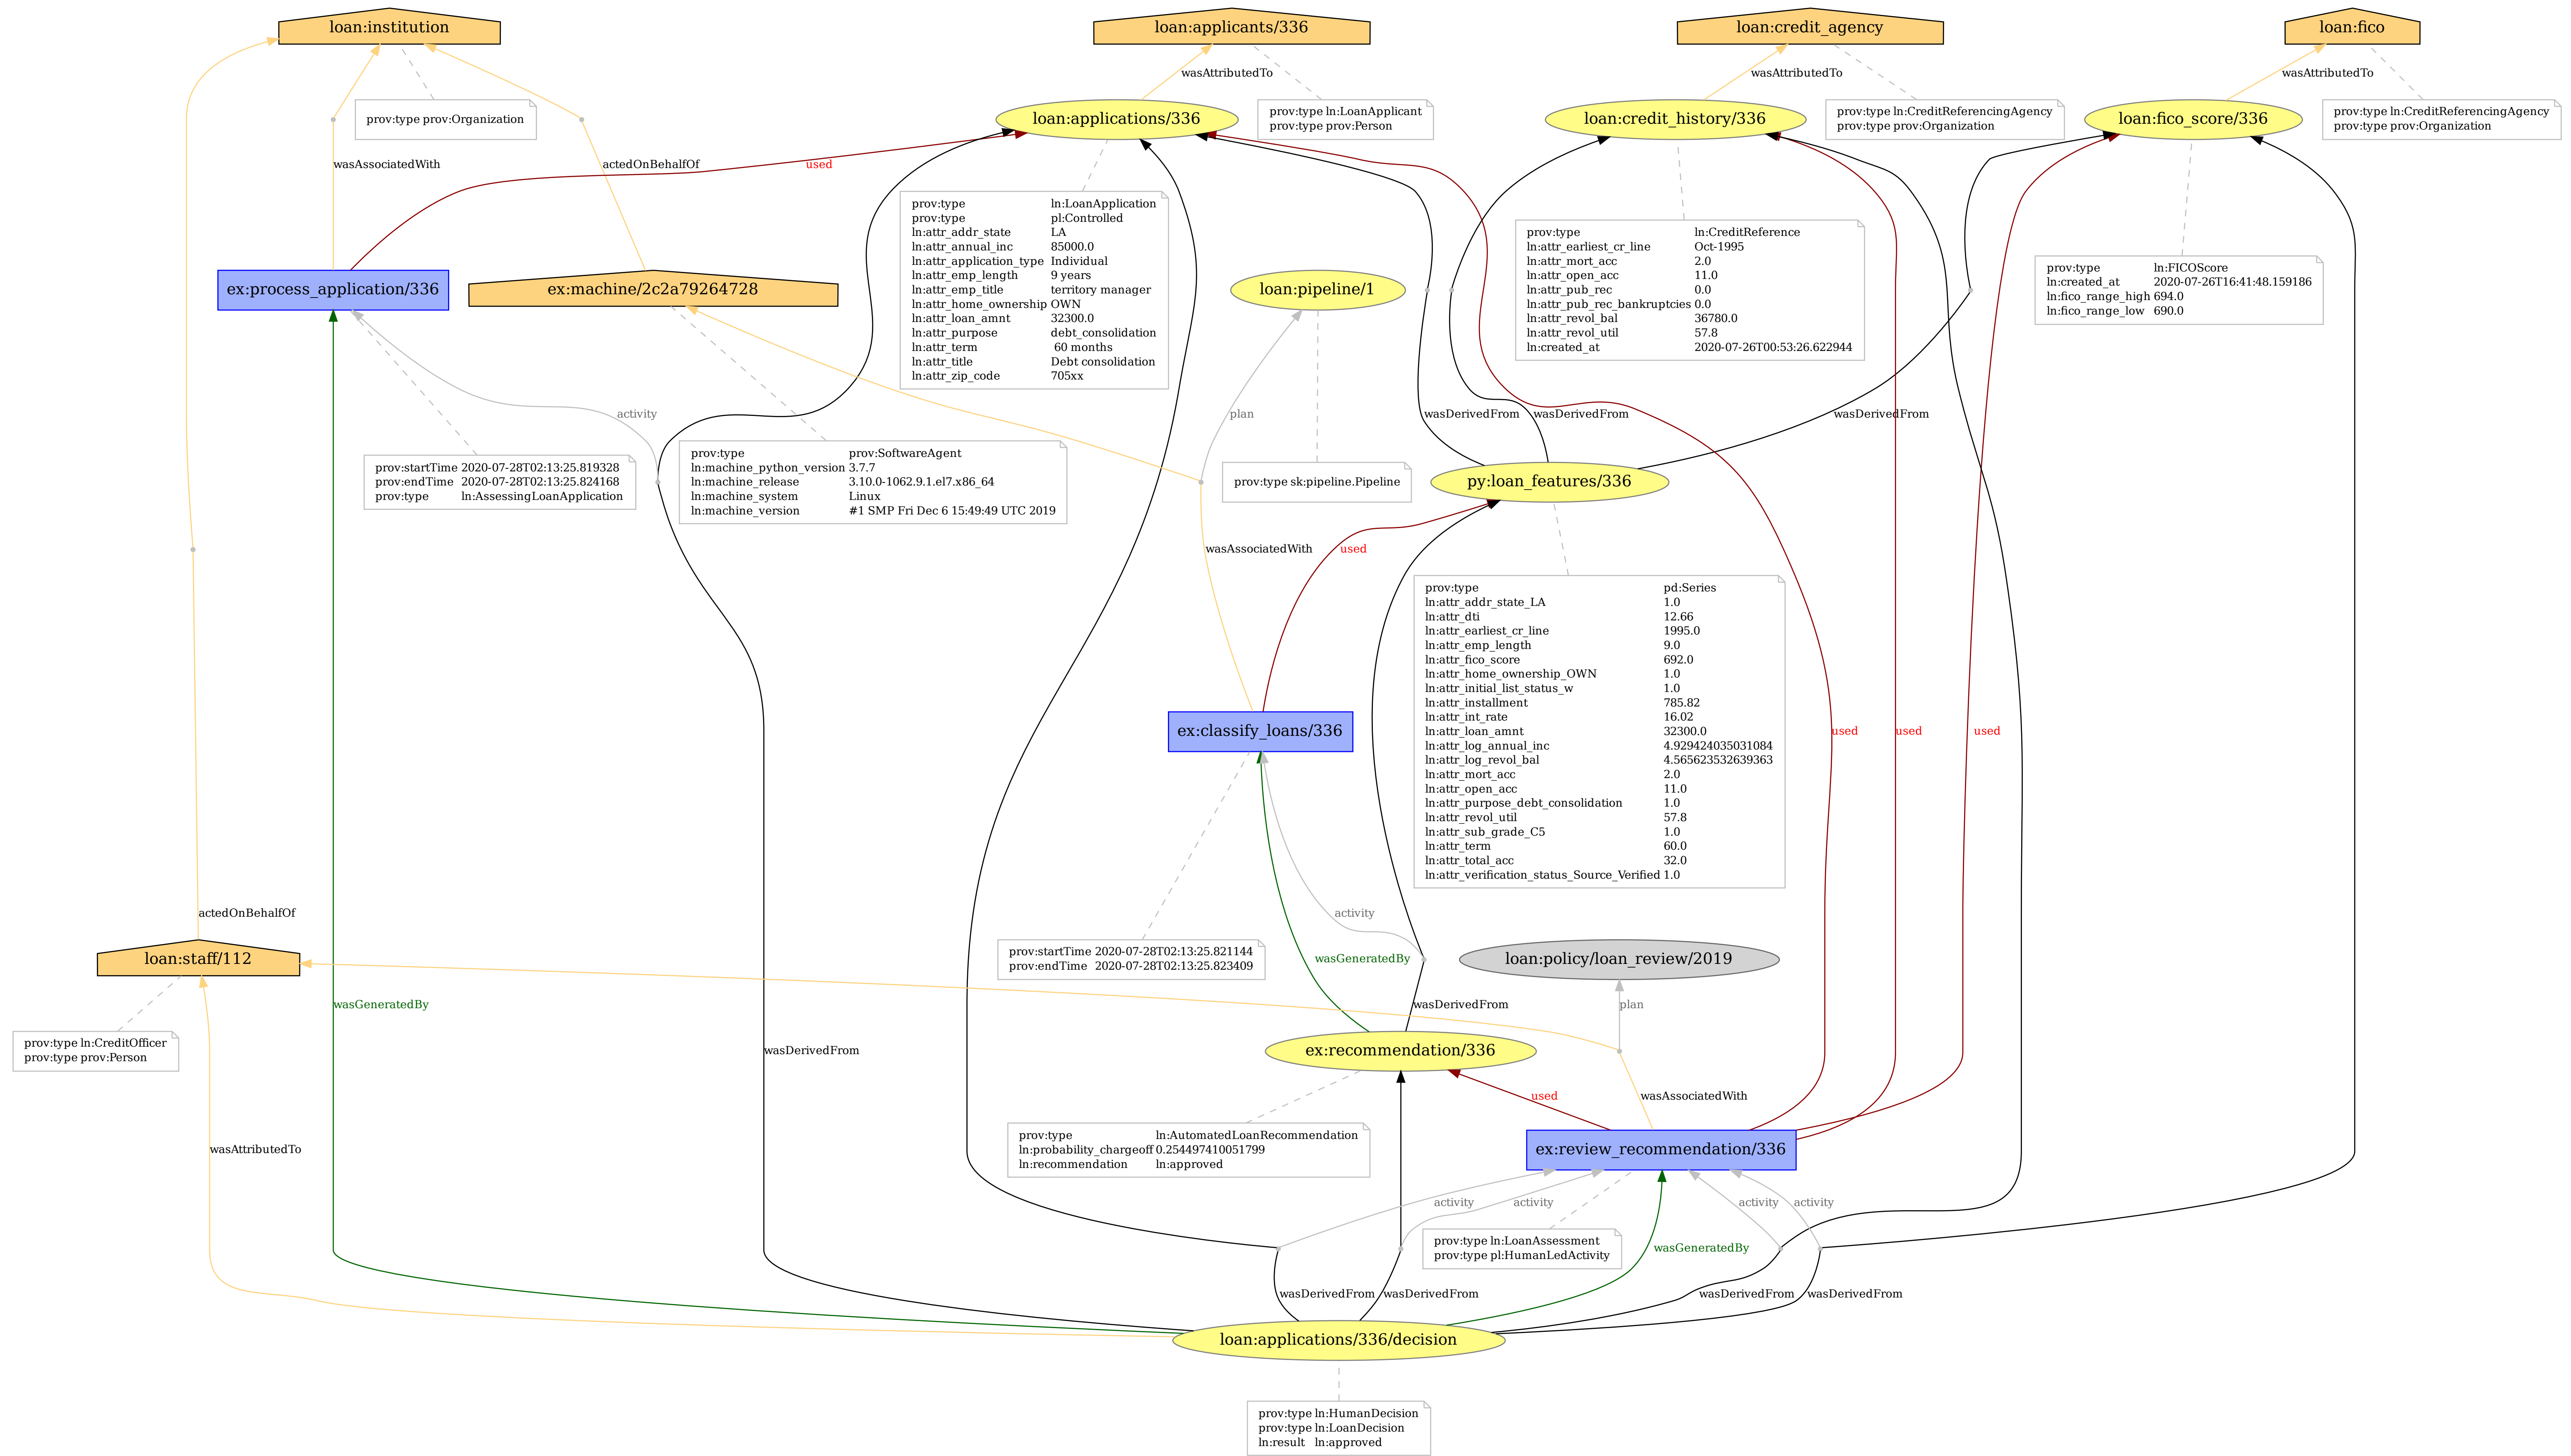 loan:institution
loan:applicants/336
loan:credit_agency
loan:fico
wasAttributedTo
wasAttributedTo
wasAttributedTo
prov:type prov:Organization
prov:type ln:LoanApplicant
prov:type prov:Person
prov:type ln:CreditReferencingAgency
prov:type prov:Organization
prov:type ln:CreditReferencingAgency
prov:type prov:Organization
loan:applications/336
loan:credit_history/336
loan:fico_score/336
wasAssociatedWith
actedOnBehalfOf
used
prov:type ln:LoanApplication
prov:type pl:Controlled
ln:attr_addr_state LA
ln:attr_annual_inc 85000.0
ln:attr_application_type Individual
ln:attr_emp_length 9 years
ln:attr_emp_title territory manager
ln:attr_home_ownership OWN
ln:attr_loan_amnt 32300.0
ln:attr_purpose debt_consolidation
ln:attr_term 60 months
ln:attr_title Debt consolidation
ln:attr_zip_code 705xx
prov:type ln:CreditReference
ln:attr_earliest_cr_line Oct-1995
ln:attr_mort_acc 2.0
ln:attr_open_acc 11.0
ln:attr_pub_rec 0.0
ln:attr_pub_rec_bankruptcies 0.0
ln:attr_revol_bal 36780.0
ln:attr_revol_util 57.8
ln:created_at 2020-07-26T00:53:26.622944
prov:type ln:FICOScore
ln:created_at 2020-07-26T16:41:48.159186
ln:fico_range_high 694.0
ln:fico_range_low 690.0
ex:process_application/336
ex:machine/2c2a79264728
loan:pipeline/1
activity
plan
wasDerivedFrom
wasDerivedFrom
wasDerivedFrom
prov:startTime 2020-07-28T02:13:25.819328
prov:endTime 2020-07-28T02:13:25.824168
prov:type ln:AssessingLoanApplication
prov:type prov:SoftwareAgent
ln:machine_python_version 3.7.7
ln:machine_release 3.10.0-1062.9.1.el7.x86_64
ln:machine_system Linux
ln:machine_version #1 SMP Fri Dec 6 15:49:49 UTC 2019
prov:type sk:pipeline.Pipeline
py:loan_features/336
wasAssociatedWith
used
prov:type pd:Series
ln:attr_addr_state_LA 1.0
ln:attr_dti 12.66
ln:attr_earliest_cr_line 1995.0
ln:attr_emp_length 9.0
ln:attr_fico_score 692.0
ln:attr_home_ownership_OWN 1.0
ln:attr_initial_list_status_w 1.0
ln:attr_installment 785.82
ln:attr_int_rate 16.02
ln:attr_loan_amnt 32300.0
ln:attr_log_annual_inc 4.929424035031084
ln:attr_log_revol_bal 4.565623532639363
ln:attr_mort_acc 2.0
ln:attr_open_acc 11.0
ln:attr_purpose_debt_consolidation 1.0
ln:attr_revol_util 57.8
ln:attr_sub_grade_C5 1.0
ln:attr_term 60.0
ln:attr_total_acc 32.0
ln:attr_verification_status_Source_Verified 1.0
ex:classify_loans/336
used
used
used
actedOnBehalfOf
activity
loan:staff/112
prov:startTime 2020-07-28T02:13:25.821144
prov:endTime 2020-07-28T02:13:25.823409
wasGeneratedBy
loan:policy/loan_review/2019
wasGeneratedBy
wasDerivedFrom
plan
prov:type ln:CreditOfficer
prov:type prov:Person
wasDerivedFrom
ex:recommendation/336
used
wasAssociatedWith
prov:type ln:AutomatedLoanRecommendation
ln:probability_chargeoff 0.254497410051799
ln:recommendation ln:approved
wasAttributedTo
ex:review_recommendation/336
activity
activity
activity
activity
prov:type ln:LoanAssessment
prov:type pl:HumanLedActivity
wasGeneratedBy
wasDerivedFrom
wasDerivedFrom
wasDerivedFrom
wasDerivedFrom
loan:applications/336/decision
prov:type ln:HumanDecision
prov:type ln:LoanDecision
ln:result ln:approved